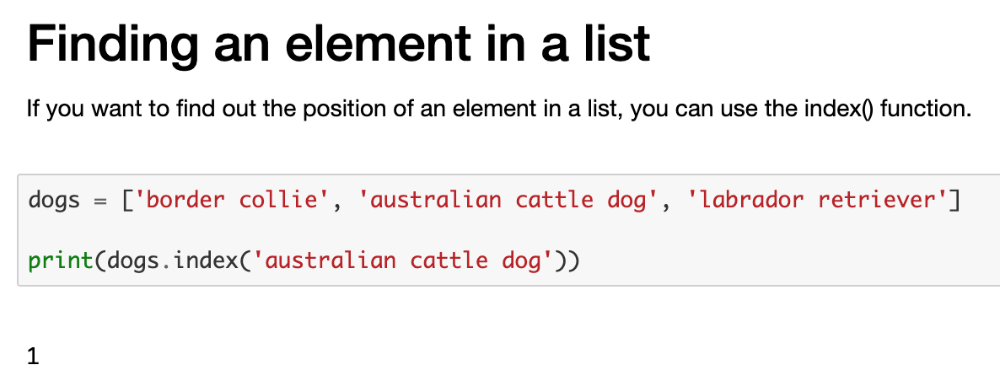 Finding an element in a list
If you want to find out the position of an element in a list, you can use the index() function.
dogs = ['border collie', 'australian cattle dog', 'labrador retriever']
print(dogs.index('australian cattle dog'))
1